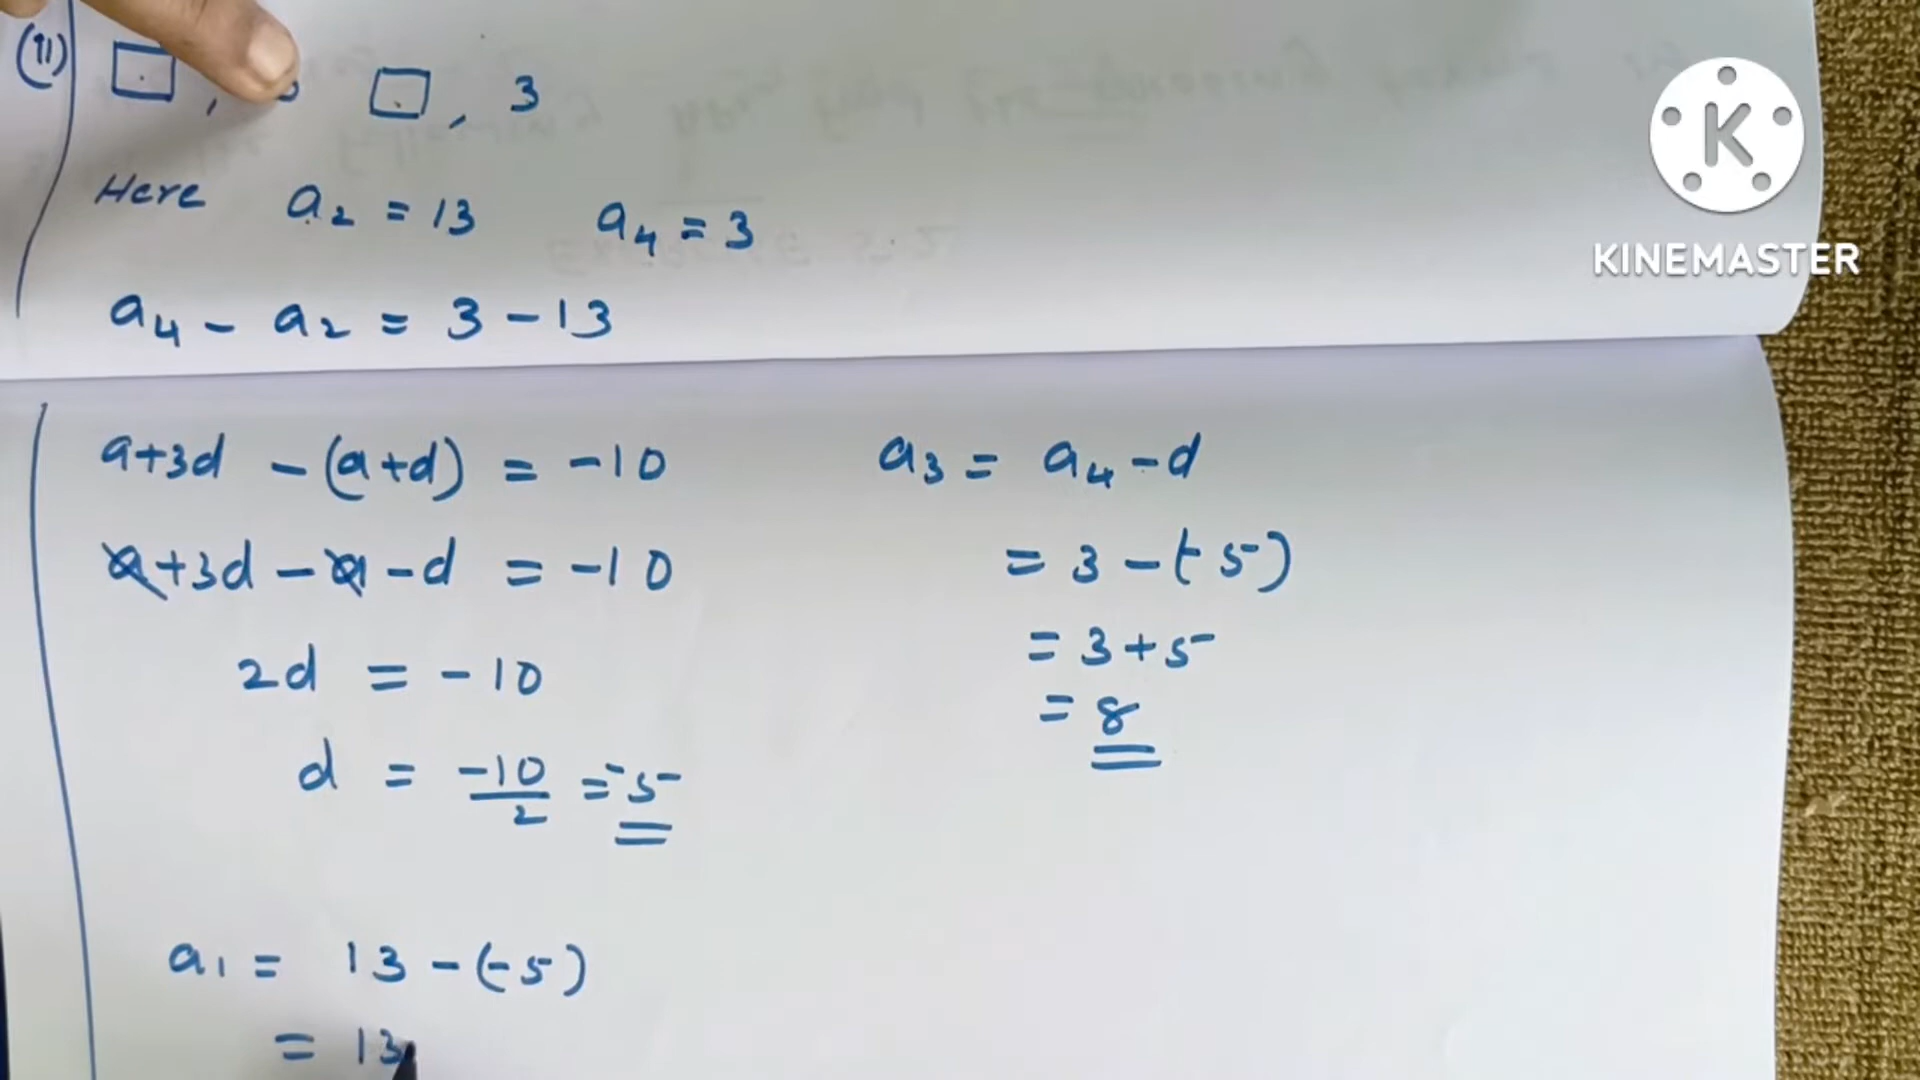 (11) □, □, 3
Here a₂ = 13 a₄ = 3
a₄ - a₂ = 3 - 13
a+3d - (a+d) = -10
a+3d - a - d = -10
2d = -10
d = -10/2 = -5
a₁ = 13 - (-5)
= 13
a₃ = a₄ - d
= 3 - (-5)
= 3+5
= 8
K
KINEMASTER